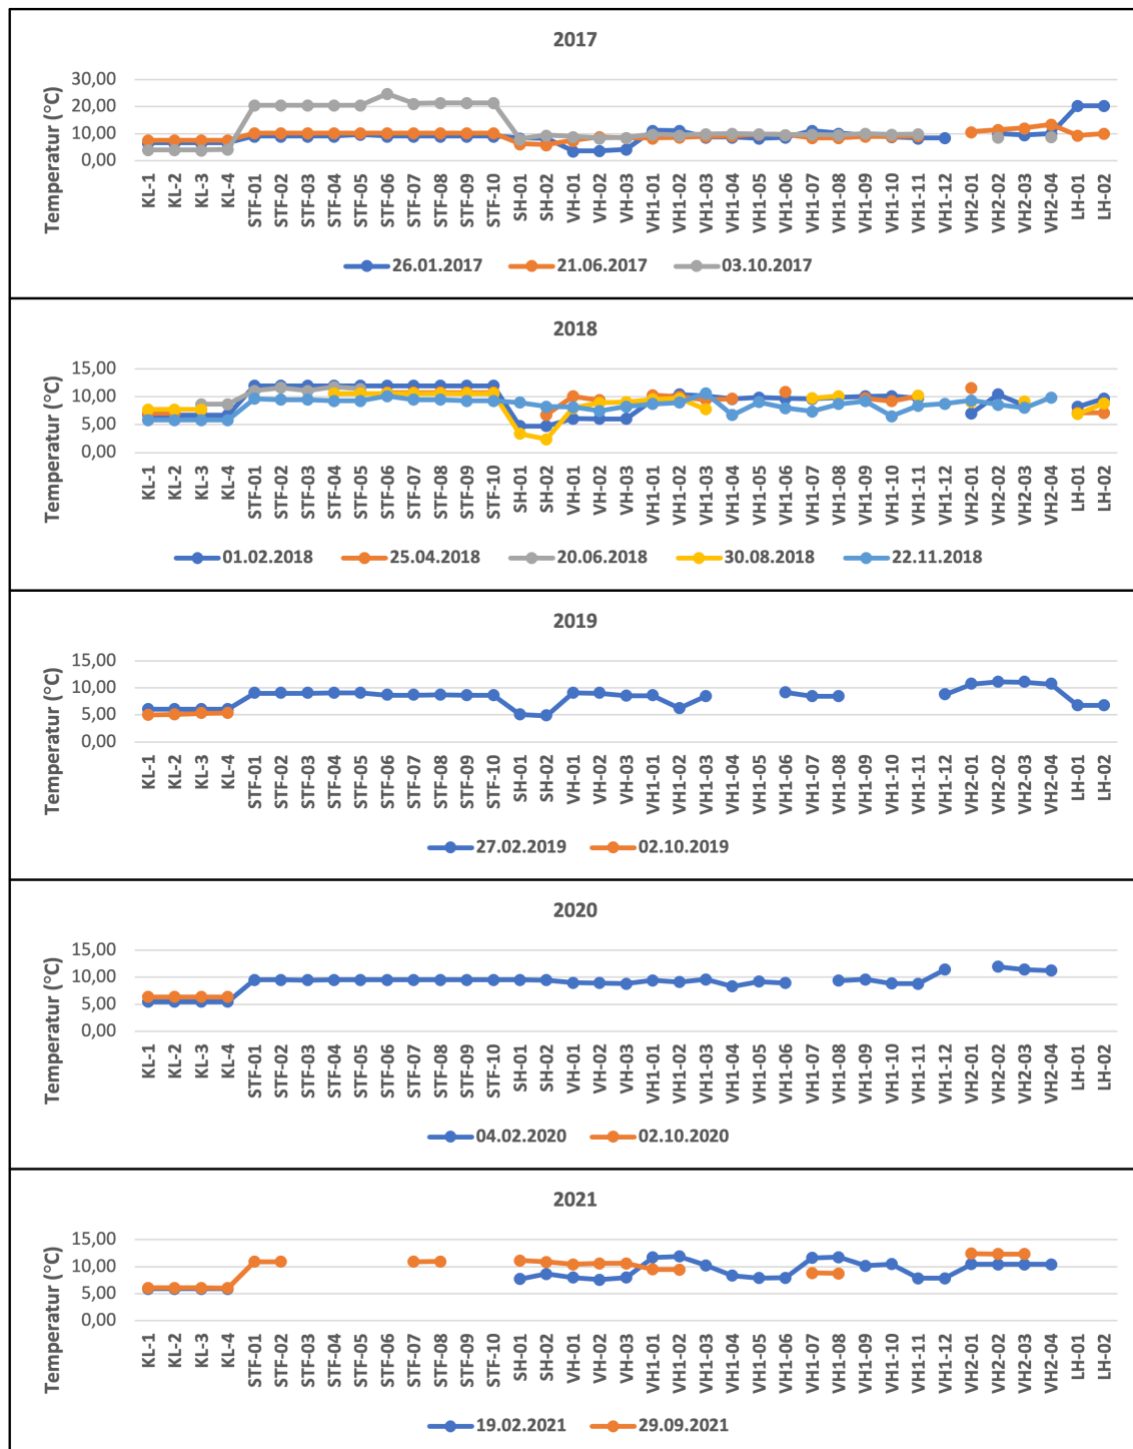 2017
Temperatur (°C)
30,00
20,00
10,00
0,00
KL-1 KL-2 KL-3 KL-4 STF-01 STF-02 STF-03 STF-04 STF-05 STF-06 STF-07 STF-08 STF-09 STF-10 SH-01 SH-02 VH-01 VH-02 VH-03 VH1-01 VH1-02 VH1-03 VH1-04 VH1-05 VH1-06 VH1-07 VH1-08 VH1-09 VH1-10 VH1-11 VH1-12 VH2-01 VH2-02 VH2-03 VH2-04 LH-01 LH-02
26.01.2017 21.06.2017 03.10.2017
2018
Temperatur (°C)
15,00
10,00
5,00
0,00
KL-1 KL-2 KL-3 KL-4 STF-01 STF-02 STF-03 STF-04 STF-05 STF-06 STF-07 STF-08 STF-09 STF-10 SH-01 SH-02 VH-01 VH-02 VH-03 VH1-01 VH1-02 VH1-03 VH1-04 VH1-05 VH1-06 VH1-07 VH1-08 VH1-09 VH1-10 VH1-11 VH1-12 VH2-01 VH2-02 VH2-03 VH2-04 LH-01 LH-02
01.02.2018 25.04.2018 20.06.2018 30.08.2018 22.11.2018
2019
Temperatur (°C)
15,00
10,00
5,00
0,00
KL-1 KL-2 KL-3 KL-4 STF-01 STF-02 STF-03 STF-04 STF-05 STF-06 STF-07 STF-08 STF-09 STF-10 SH-01 SH-02 VH-01 VH-02 VH-03 VH1-01 VH1-02 VH1-03 VH1-04 VH1-05 VH1-06 VH1-07 VH1-08 VH1-09 VH1-10 VH1-11 VH1-12 VH2-01 VH2-02 VH2-03 VH2-04 LH-01 LH-02
27.02.2019 02.10.2019
2020
Temperatur (°C)
15,00
10,00
5,00
0,00
KL-1 KL-2 KL-3 KL-4 STF-01 STF-02 STF-03 STF-04 STF-05 STF-06 STF-07 STF-08 STF-09 STF-10 SH-01 SH-02 VH-01 VH-02 VH-03 VH1-01 VH1-02 VH1-03 VH1-04 VH1-05 VH1-06 VH1-07 VH1-08 VH1-09 VH1-10 VH1-11 VH1-12 VH2-01 VH2-02 VH2-03 VH2-04 LH-01 LH-02
04.02.2020 02.10.2020
2021
Temperatur (°C)
15,00
10,00
5,00
0,00
KL-1 KL-2 KL-3 KL-4 STF-01 STF-02 STF-03 STF-04 STF-05 STF-06 STF-07 STF-08 STF-09 STF-10 SH-01 SH-02 VH-01 VH-02 VH-03 VH1-01 VH1-02 VH1-03 VH1-04 VH1-05 VH1-06 VH1-07 VH1-08 VH1-09 VH1-10 VH1-11 VH1-12 VH2-01 VH2-02 VH2-03 VH2-04 LH-01 LH-02
19.02.2021 29.09.2021